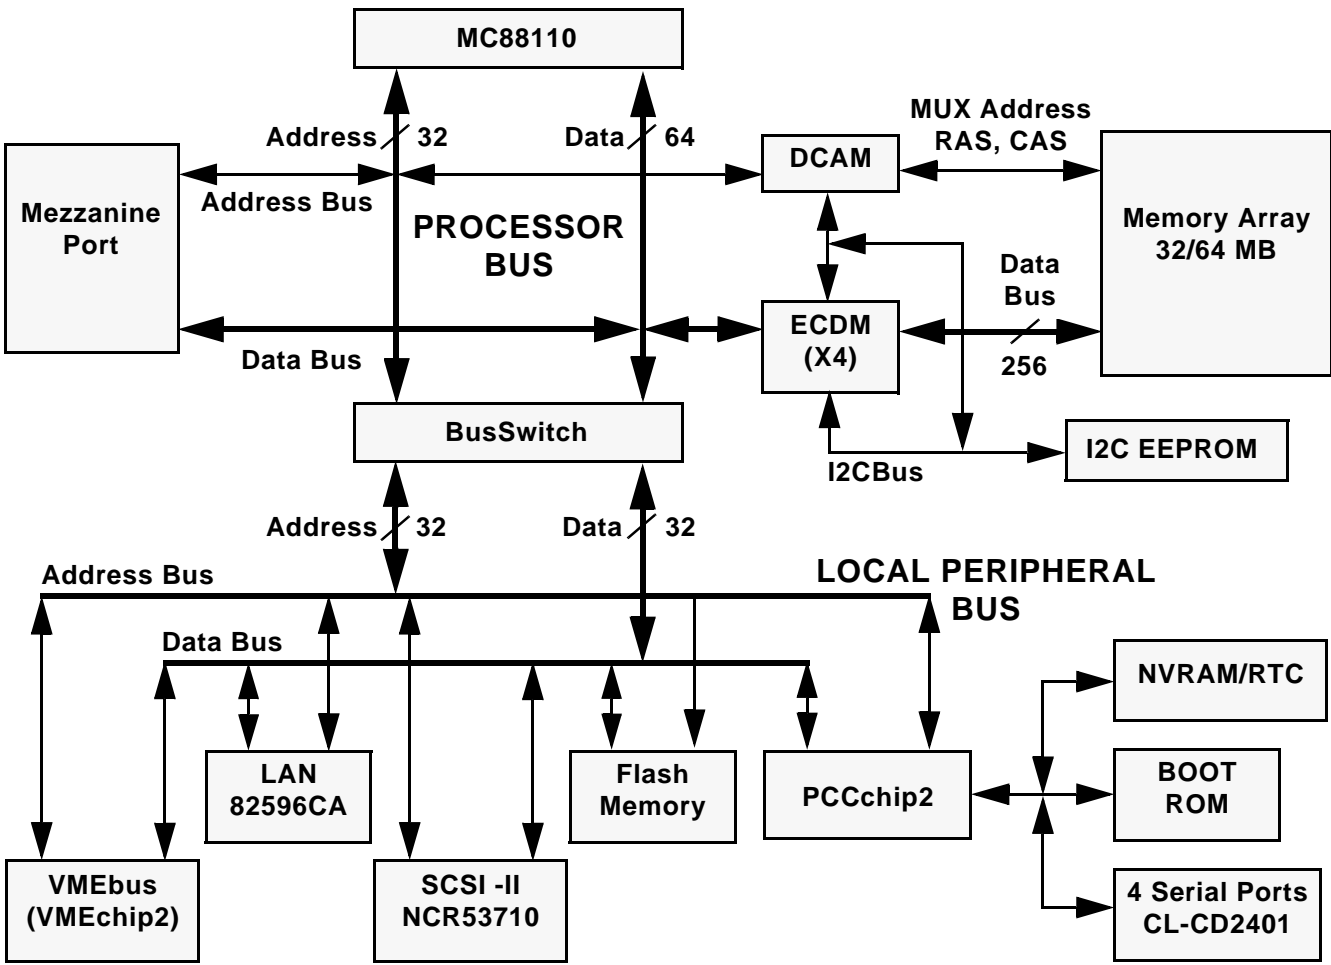 MC88110
Address 32
Data 64
MUX Address
RAS, CAS
DCAM
Mezzanine
Port
Address Bus
PROCESSOR
BUS
Memory Array
32/64 MB
Data
Bus
256
ECDM
(X4)
Data Bus
BusSwitch
I2CBus
I2C EEPROM
Address 32
Data 32
Address Bus
LOCAL PERIPHERAL
BUS
Data Bus
NVRAM/RTC
LAN
82596CA
Flash
Memory
PCCchip2
BOOT
ROM
VMEbus
(VMEchip2)
SCSI -II
NCR53710
4 Serial Ports
CL-CD2401